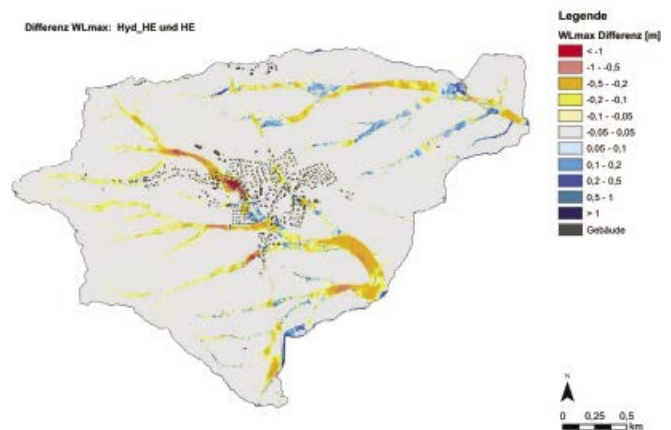 Differenz WLmax: Hyd_HE und HE
Legende
WLmax Differenz [m]
< -1
-1 - -0,5
-0,5 - -0,2
-0,2 - -0,1
-0,1 - -0,05
-0,05 - 0,05
0,05 - 0,1
0,1 - 0,2
0,2 - 0,5
0,5 - 1
> 1
Gebäude
N
0 0,25 0,5
km